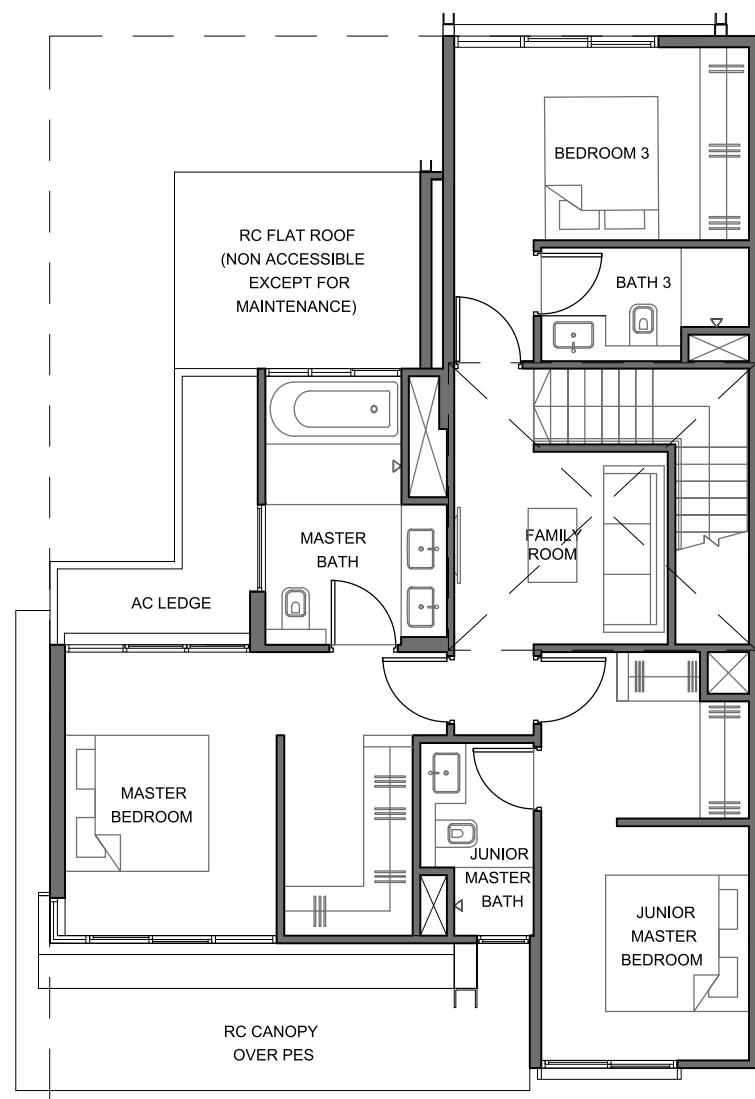 BEDROOM 3
RC FLAT ROOF
(NON ACCESSIBLE
EXCEPT FOR
MAINTENANCE)
BATH 3
MASTER
BATH
FAMILY
ROOM
AC LEDGE
MASTER
BEDROOM
JUNIOR
MASTER
BATH
JUNIOR
MASTER
BEDROOM
RC CANOPY
OVER PES